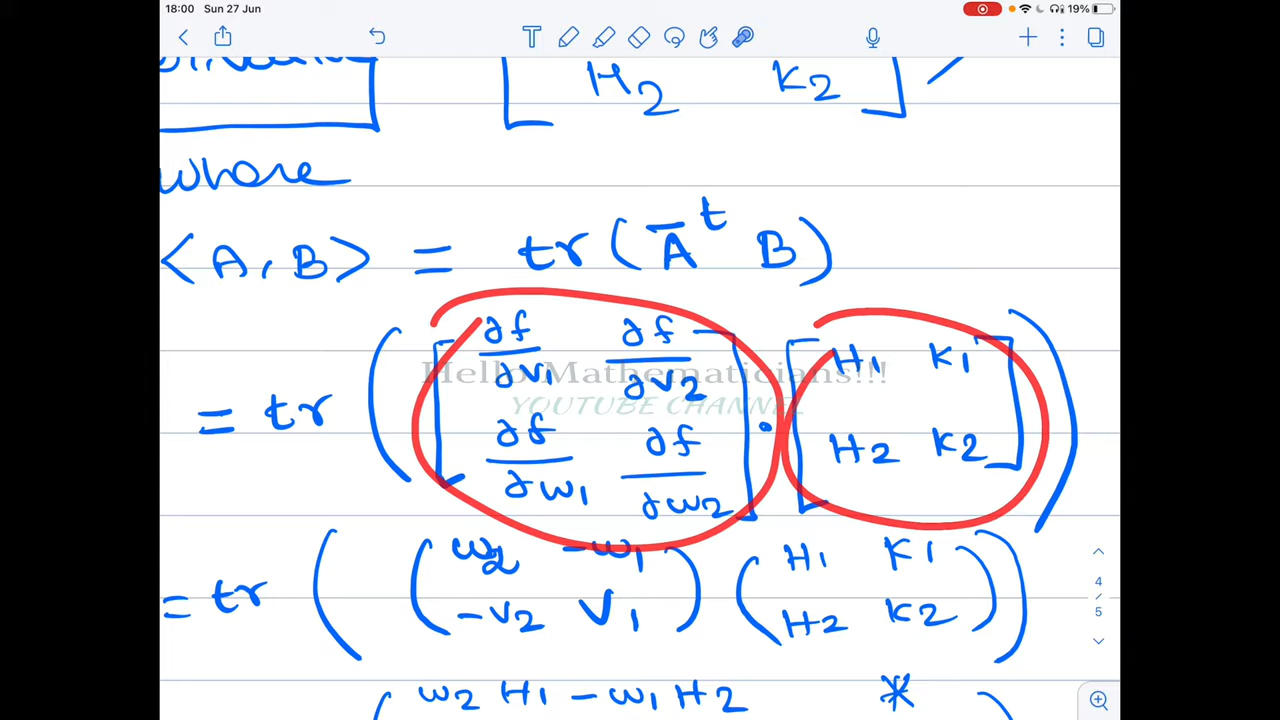 18:00 Sun 27 Jun 19%
T
H2 K2
where
<A, B> = tr( A̅ᵗ B )
= tr ( [ ∂f/∂v1 ∂f/∂v2 ] · [ H1 K1 ] )
Hello Mathematicians!!!
YOUTUBE CHANNEL
[ ∂f/∂w1 ∂f/∂w2 ] [ H2 K2 ]
4/5
= tr ( ( w2 -w1 ) ( H1 K1 ) )
( -v2 v1 ) ( H2 K2 )
( w2 H1 - w1 H2 * )